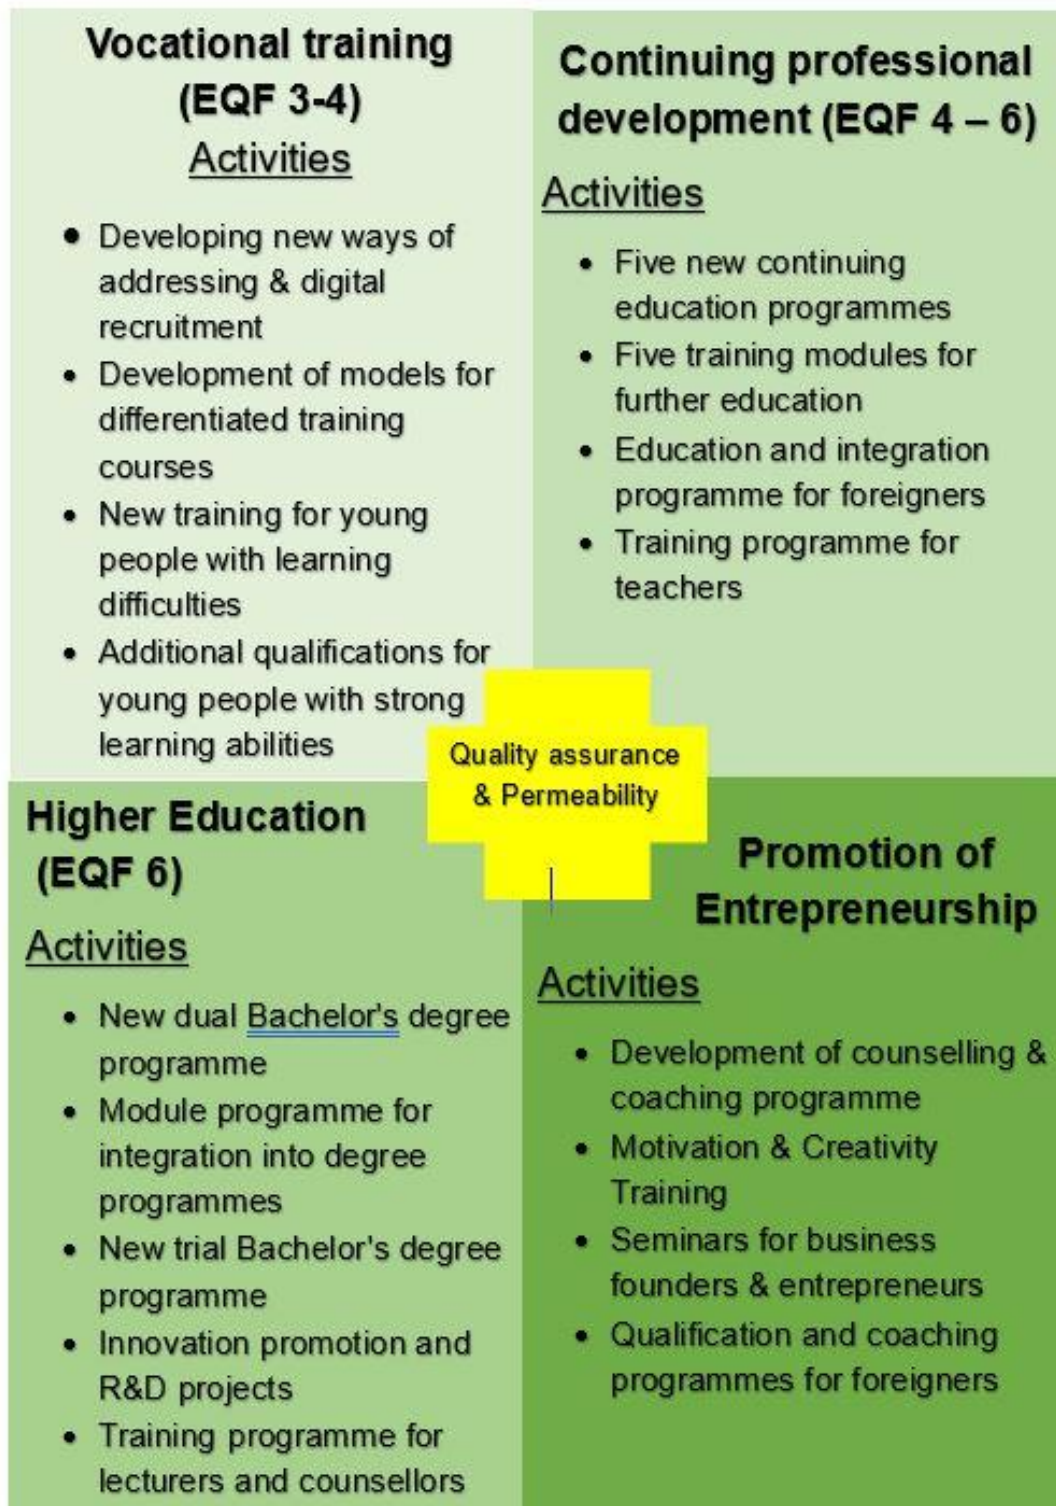 Vocational training
(EQF 3-4)
Activities
• Developing new ways of
addressing & digital
recruitment
• Development of models for
differentiated training
courses
• New training for young
people with learning
difficulties
• Additional qualifications for
young people with strong
learning abilities
Continuing professional
development (EQF 4 – 6)
Activities
• Five new continuing
education programmes
• Five training modules for
further education
• Education and integration
programme for foreigners
• Training programme for
teachers
Quality assurance
& Permeability
Higher Education
(EQF 6)
Activities
• New dual Bachelor's degree
programme
• Module programme for
integration into degree
programmes
• New trial Bachelor's degree
programme
• Innovation promotion and
R&D projects
• Training programme for
lecturers and counsellors
Promotion of
Entrepreneurship
Activities
• Development of counselling &
coaching programme
• Motivation & Creativity
Training
• Seminars for business
founders & entrepreneurs
• Qualification and coaching
programmes for foreigners